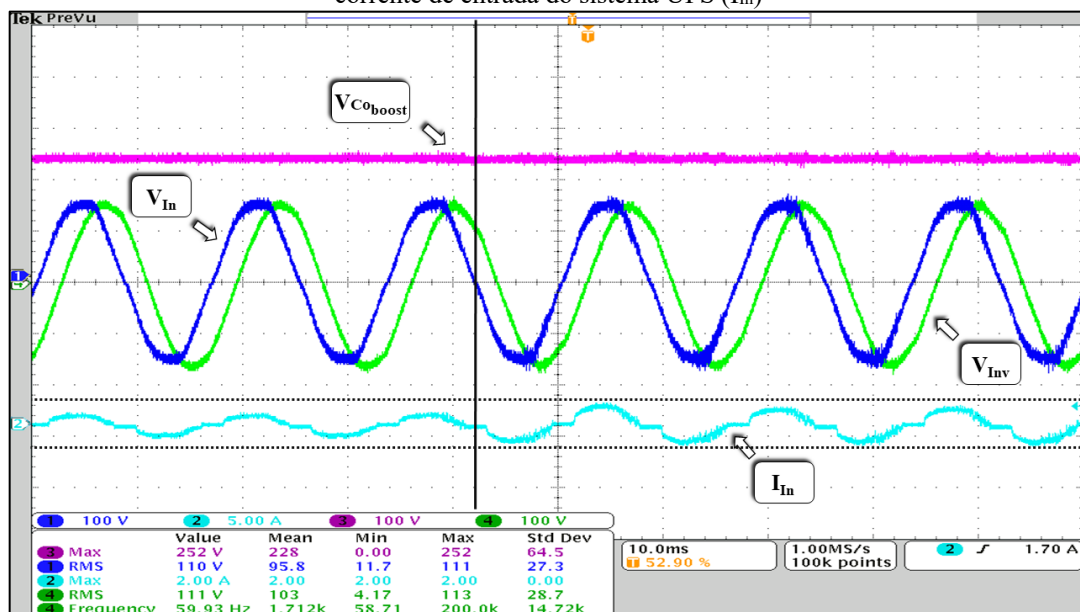 corrente de entrada do sistema UPS (Iin)
Tek PreVu
T
T
VCoboost
VIn
1
4
VInv
2
IIn
1 100 V 2 5.00 A 3 100 V 4 100 V
Value Mean Min Max Std Dev
3 Max 252 V 228 0.00 252 64.5
1 RMS 110 V 95.8 11.7 111 27.3
2 Max 2.00 A 2.00 2.00 2.00 0.00
4 RMS 111 V 103 4.17 113 28.7
4 Frequency 59.93 Hz 1.712k 58.71 200.0k 14.72k
10.0ms
T 52.90 %
1.00MS/s
100k points
2 1.70 A